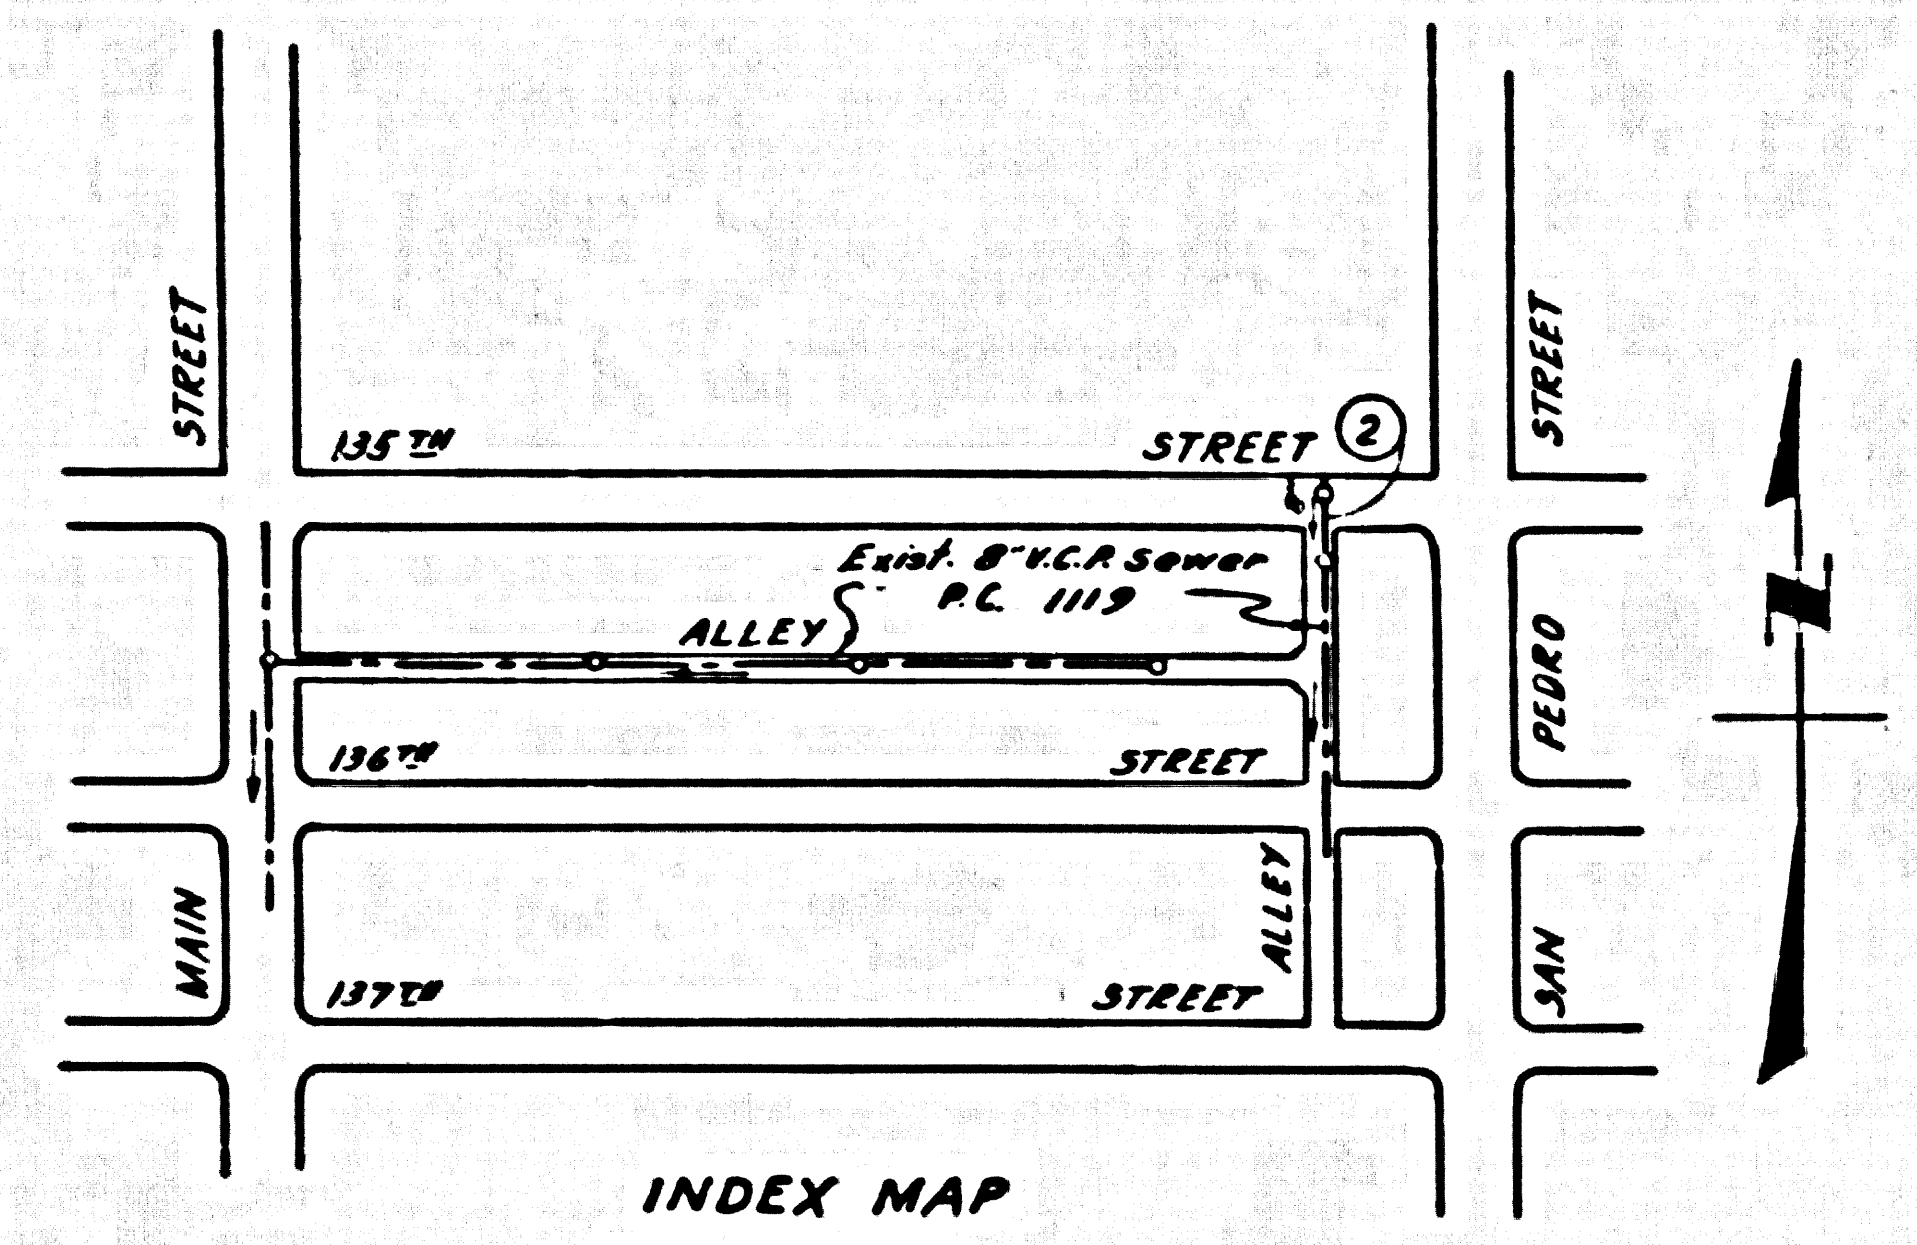 STREET
STREET
135TH STREET
2
Exist. 8" V.C.P. Sewer
P.C. 1119
ALLEY
N
136TH STREET
PEDRO
ALLEY
MAIN
SAN
137TH STREET
INDEX MAP